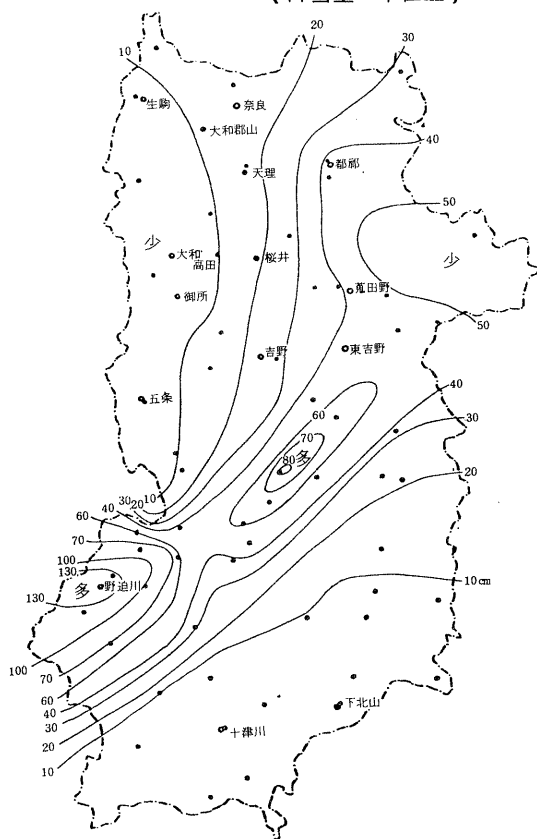 20
30
10
生駒
奈良
大和郡山
天理
都祁
40
50
少
大和高田
桜井
少
御所
菟田野
50
吉野
東吉野
五条
40
60
30
70
20
80 多
60
40
30
20
10
70
100
130
多
野迫川
130
10cm
100
70
60
40
30
20
10
下北山
十津川